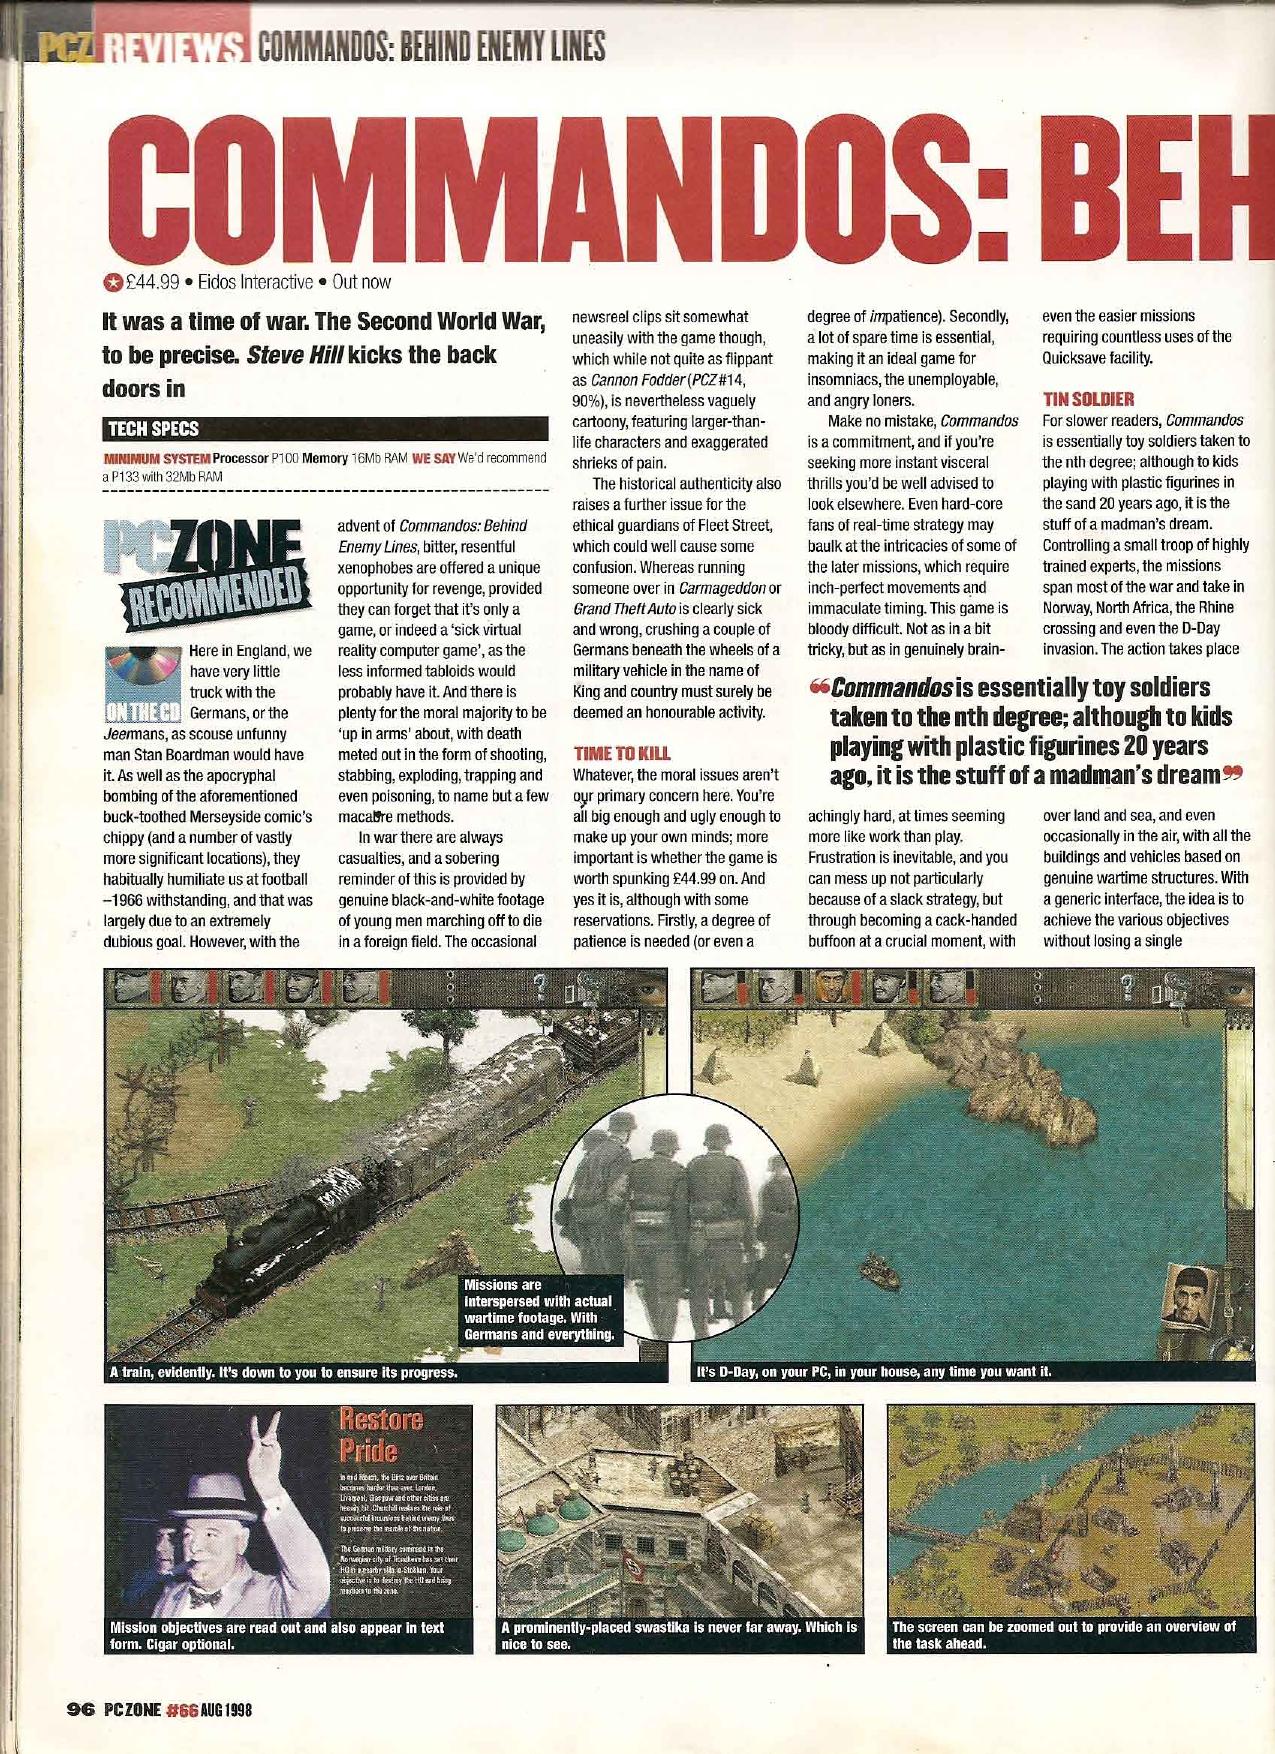 PCZ REVIEWS COMMANDOS: BEHIND ENEMY LINES
COMMANDOS: BEH
£44.99 • Eidos Interactive • Out now
It was a time of war. The Second World War,
to be precise. Steve Hill kicks the back
doors in
TECH SPECS
MINIMUM SYSTEM Processor P100 Memory 16Mb RAM WE SAY We'd recommend
a P133 with 32Mb RAM
PCZONE
RECOMMENDED
ON THE CD
Here in England, we
have very little
truck with the
Germans, or the
Jeermans, as scouse unfunny
man Stan Boardman would have
it. As well as the apocryphal
bombing of the aforementioned
buck-toothed Merseyside comic's
chippy (and a number of vastly
more significant locations), they
habitually humiliate us at football
–1966 withstanding, and that was
largely due to an extremely
dubious goal. However, with the
advent of Commandos: Behind
Enemy Lines, bitter, resentful
xenophobes are offered a unique
opportunity for revenge, provided
they can forget that it's only a
game, or indeed a 'sick virtual
reality computer game', as the
less informed tabloids would
probably have it. And there is
plenty for the moral majority to be
'up in arms' about, with death
meted out in the form of shooting,
stabbing, exploding, trapping and
even poisoning, to name but a few
macabre methods.
In war there are always
casualties, and a sobering
reminder of this is provided by
genuine black-and-white footage
of young men marching off to die
in a foreign field. The occasional
newsreel clips sit somewhat
uneasily with the game though,
which while not quite as flippant
as Cannon Fodder (PCZ #14,
90%), is nevertheless vaguely
cartoony, featuring larger-than-
life characters and exaggerated
shrieks of pain.
The historical authenticity also
raises a further issue for the
ethical guardians of Fleet Street,
which could well cause some
confusion. Whereas running
someone over in Carmageddon or
Grand Theft Auto is clearly sick
and wrong, crushing a couple of
Germans beneath the wheels of a
military vehicle in the name of
King and country must surely be
deemed an honourable activity.
TIME TO KILL
Whatever, the moral issues aren't
our primary concern here. You're
all big enough and ugly enough to
make up your own minds; more
important is whether the game is
worth spunking £44.99 on. And
yes it is, although with some
reservations. Firstly, a degree of
patience is needed (or even a
degree of impatience). Secondly,
a lot of spare time is essential,
making it an ideal game for
insomniacs, the unemployable,
and angry loners.
Make no mistake, Commandos
is a commitment, and if you're
seeking more instant visceral
thrills you'd be well advised to
look elsewhere. Even hard-core
fans of real-time strategy may
baulk at the intricacies of some of
the later missions, which require
inch-perfect movements and
immaculate timing. This game is
bloody difficult. Not as in a bit
tricky, but as in genuinely brain-
achingly hard, at times seeming
more like work than play.
Frustration is inevitable, and you
can mess up not particularly
because of a slack strategy, but
through becoming a cack-handed
buffoon at a crucial moment, with
even the easier missions
requiring countless uses of the
Quicksave facility.
TIN SOLDIER
For slower readers, Commandos
is essentially toy soldiers taken to
the nth degree; although to kids
playing with plastic figurines in
the sand 20 years ago, it is the
stuff of a madman's dream.
Controlling a small troop of highly
trained experts, the missions
span most of the war and take in
Norway, North Africa, the Rhine
crossing and even the D-Day
invasion. The action takes place
over land and sea, and even
occasionally in the air, with all the
buildings and vehicles based on
genuine wartime structures. With
a generic interface, the idea is to
achieve the various objectives
without losing a single
“Commandos is essentially toy soldiers
taken to the nth degree; although to kids
playing with plastic figurines 20 years
ago, it is the stuff of a madman's dream”
Missions are
interspersed with actual
wartime footage. With
Germans and everything.
A train, evidently. It's down to you to ensure its progress.
It's D-Day, on your PC, in your house, any time you want it.
Restore
Pride
Mission objectives are read out and also appear in text
form. Cigar optional.
A prominently-placed swastika is never far away. Which is
nice to see.
The screen can be zoomed out to provide an overview of
the task ahead.
96 PC ZONE #66 AUG 1998